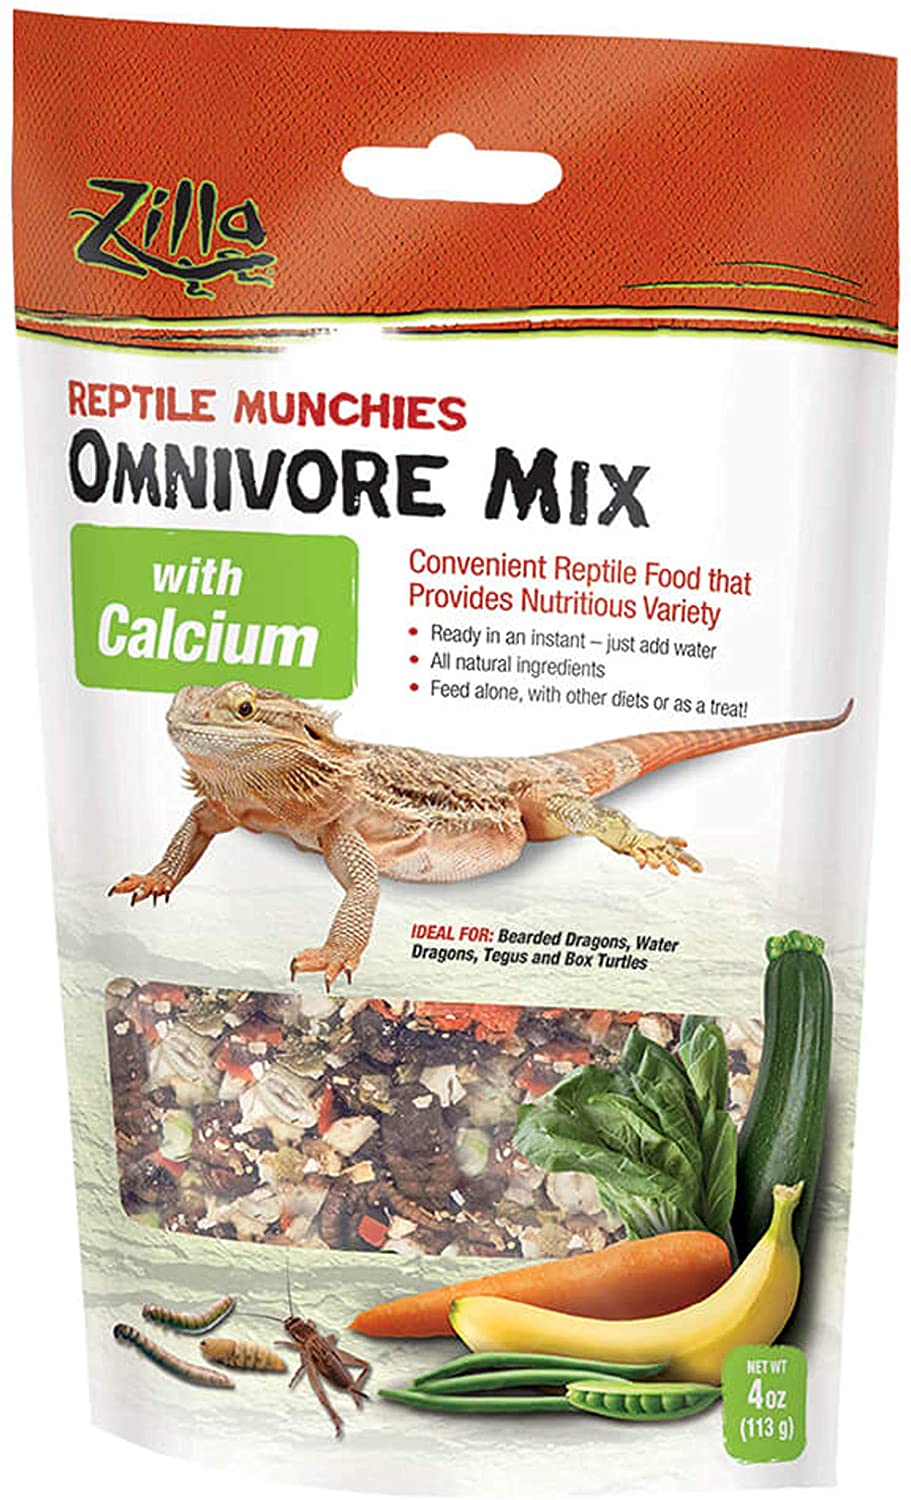 Zilla
REPTILE MUNCHIES
OMNIVORE MIX
with
Calcium
Convenient Reptile Food that
Provides Nutritious Variety
• Ready in an instant – just add water
• All natural ingredients
• Feed alone, with other diets or as a treat!
IDEAL FOR: Bearded Dragons, Water
Dragons, Tegus and Box Turtles
NET WT
4 oz
(113 g)